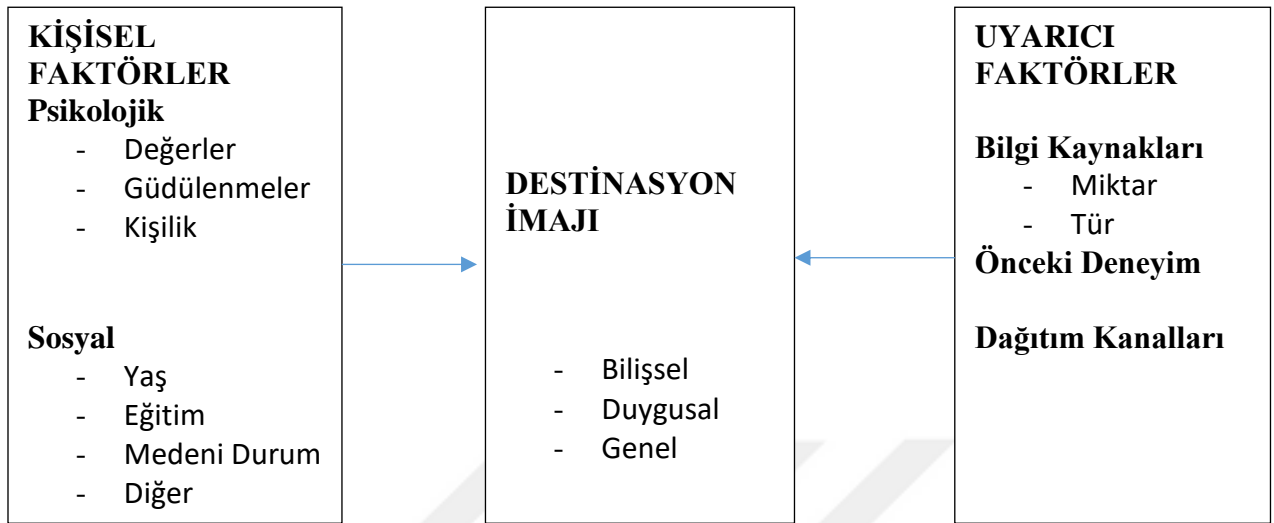 KİŞİSEL
FAKTÖRLER
Psikolojik
- Değerler
- Güdülenmeler
- Kişilik
Sosyal
- Yaş
- Eğitim
- Medeni Durum
- Diğer
DESTİNASYON
İMAJI
- Bilişsel
- Duygusal
- Genel
UYARICI
FAKTÖRLER
Bilgi Kaynakları
- Miktar
- Tür
Önceki Deneyim
Dağıtım Kanalları